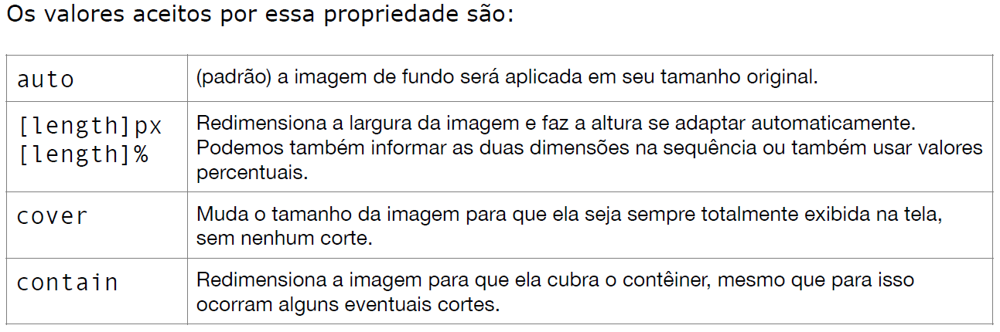 Os valores aceitos por essa propriedade são:
auto
(padrão) a imagem de fundo será aplicada em seu tamanho original.
[length]px
[length]%
Redimensiona a largura da imagem e faz a altura se adaptar automaticamente.
Podemos também informar as duas dimensões na sequência ou também usar valores
percentuais.
cover
Muda o tamanho da imagem para que ela seja sempre totalmente exibida na tela,
sem nenhum corte.
contain
Redimensiona a imagem para que ela cubra o contêiner, mesmo que para isso
ocorram alguns eventuais cortes.